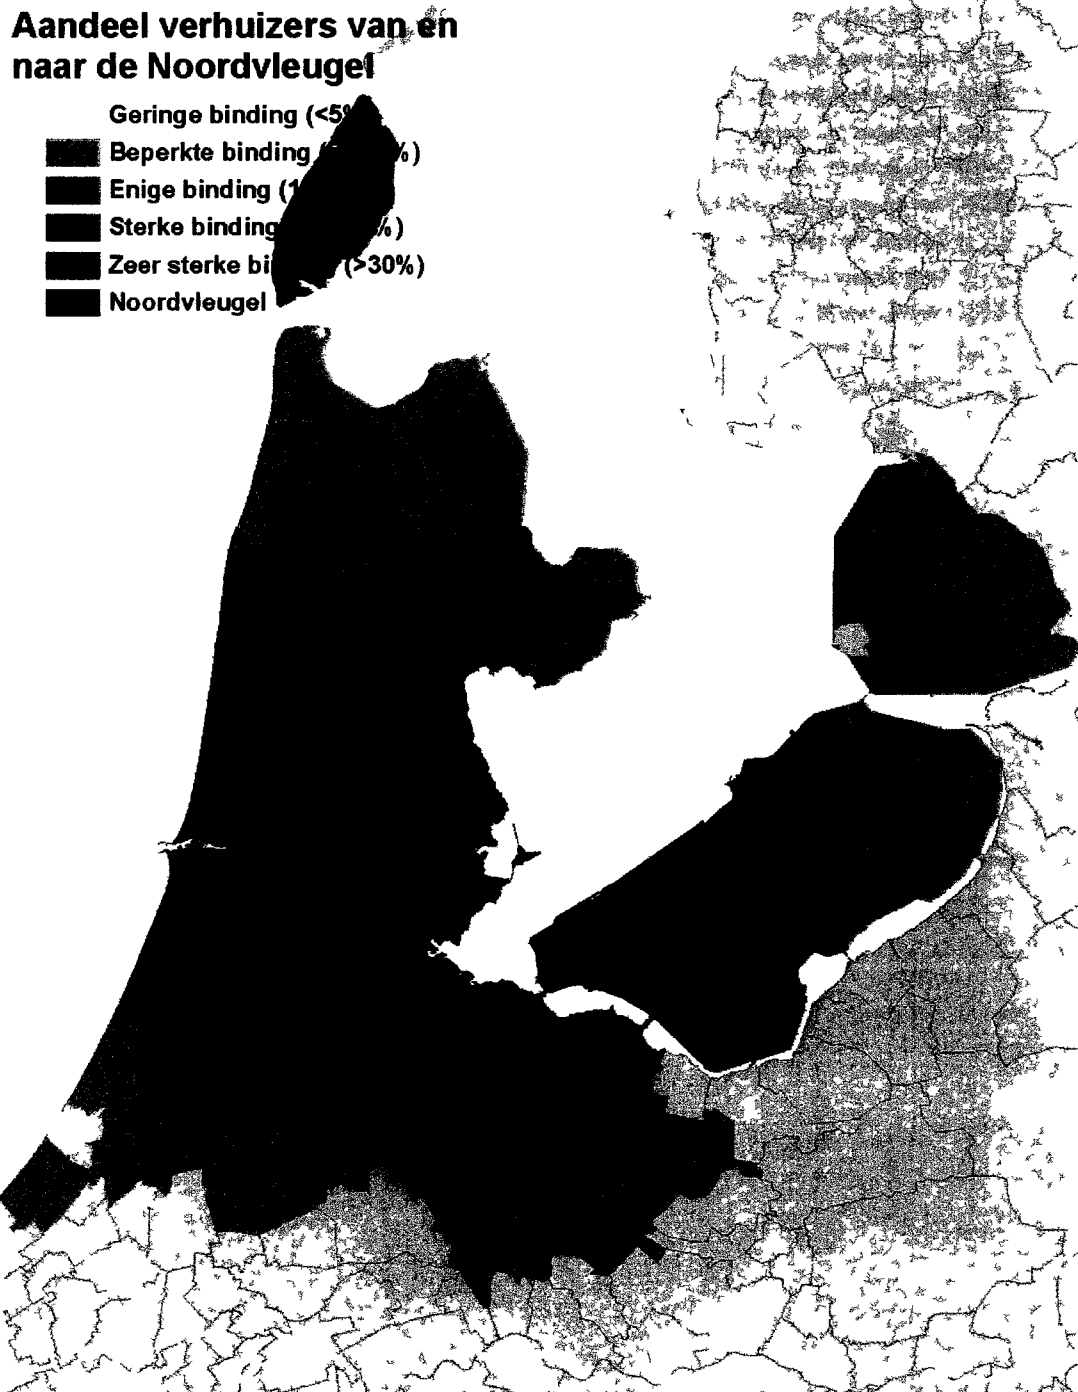 Aandeel verhuizers van en
naar de Noordvleugel
Geringe binding (<5%
Beperkte binding %)
Enige binding (1
Sterke binding %)
Zeer sterke bi (>30%)
Noordvleugel